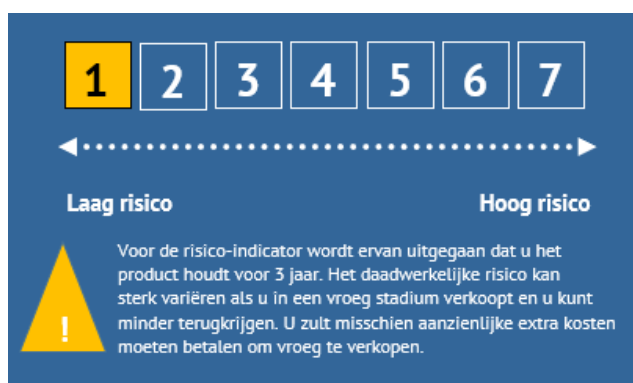 1 2 3 4 5 6 7
Laag risico Hoog risico
Voor de risico-indicator wordt ervan uitgegaan dat u het
product houdt voor 3 jaar. Het daadwerkelijke risico kan
sterk variëren als u in een vroeg stadium verkoopt en u kunt
minder terugkrijgen. U zult misschien aanzienlijke extra kosten
moeten betalen om vroeg te verkopen.
!